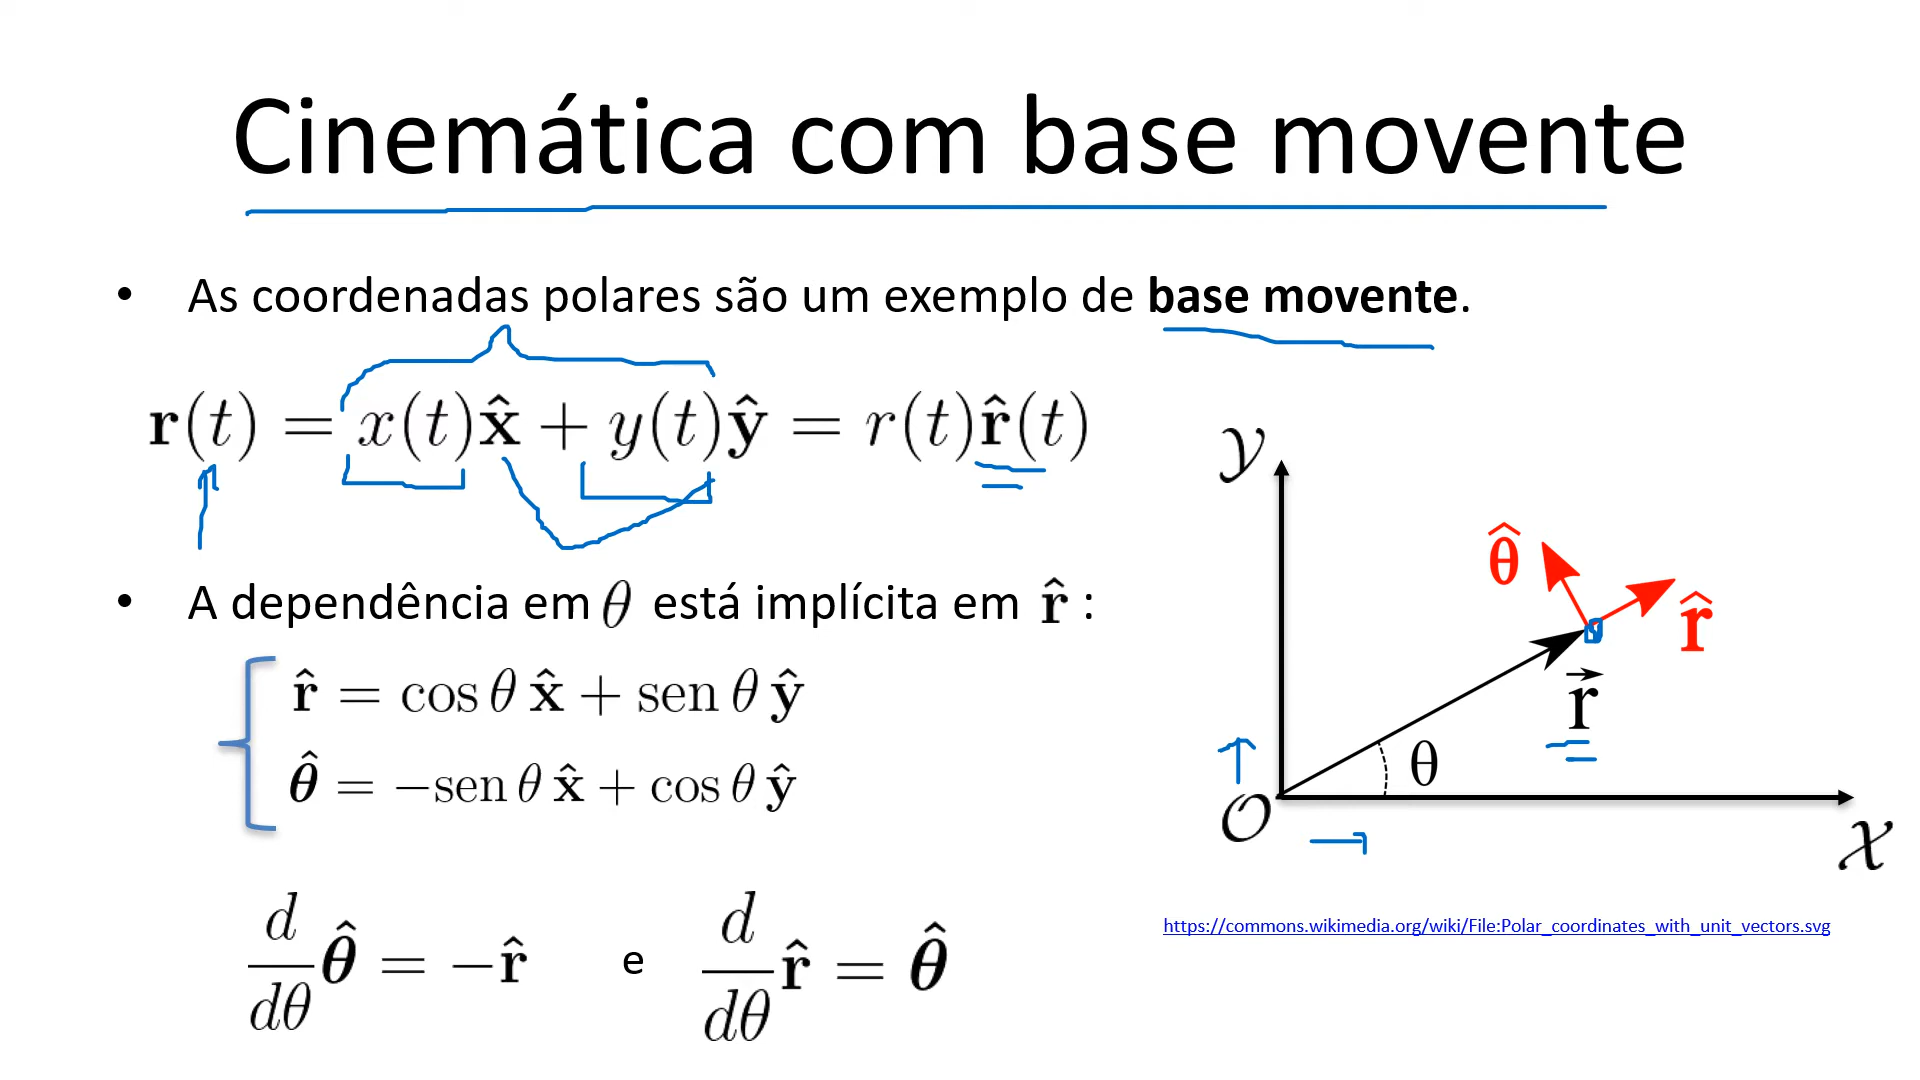 Cinemática com base movente
• As coordenadas polares são um exemplo de base movente.
r(t) = x(t)x̂ + y(t)ŷ = r(t)r̂(t)
• A dependência em θ está implícita em r̂ :
r̂ = cos θ x̂ + sen θ ŷ
θ̂ = −sen θ x̂ + cos θ ŷ
d/dθ θ̂ = −r̂ e d/dθ r̂ = θ̂
𝒴
θ̂
r̂
r⃗
θ
𝒪
𝒳
https://commons.wikimedia.org/wiki/File:Polar_coordinates_with_unit_vectors.svg